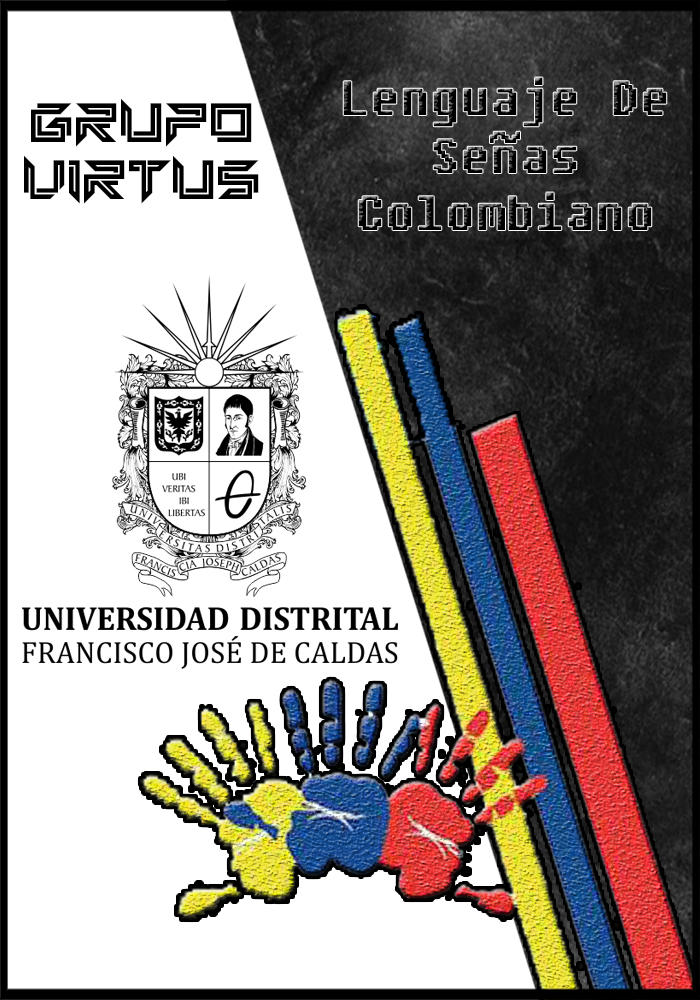 GRUPO
VIRTUS
Lenguaje De
Señas
Colombiano
UBI
VERITAS
IBI
LIBERTAS
UNIVERSITAS DISTRITALIS
FRANCISCIA JOSEPH CALDAS
UNIVERSIDAD DISTRITAL
FRANCISCO JOSÉ DE CALDAS